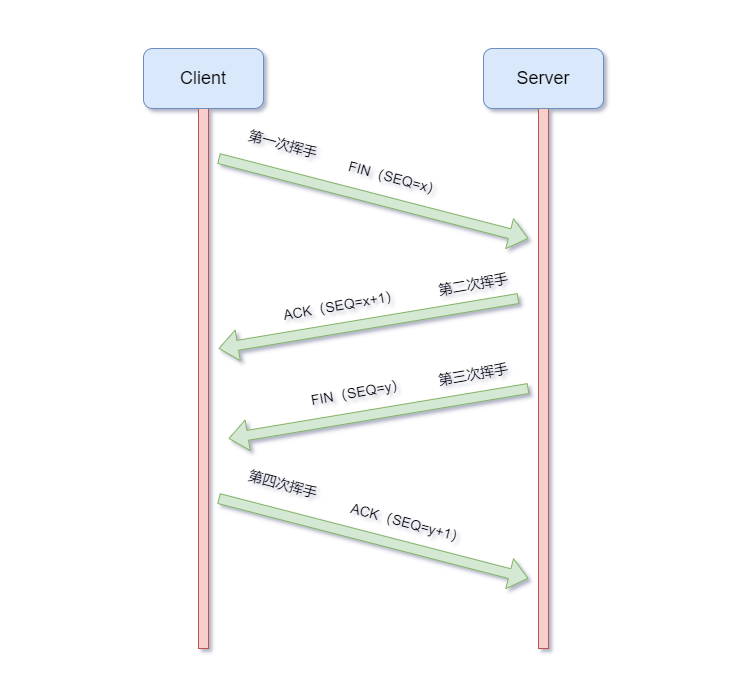 Client
Server
第一次挥手
FIN（SEQ=x）
第二次挥手
ACK（SEQ=x+1）
第三次挥手
FIN（SEQ=y）
第四次挥手
ACK（SEQ=y+1）